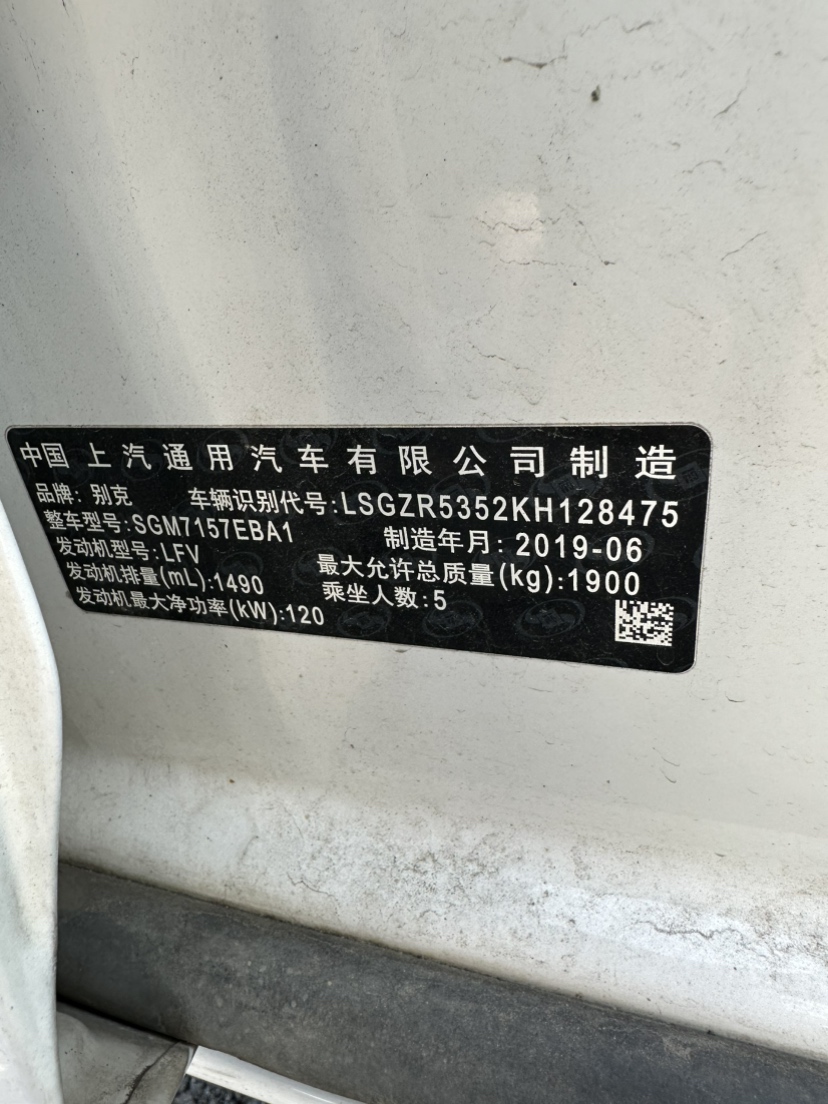 中国 上汽通用汽车有限公司制造
品牌: 别克 车辆识别代号:LSGZR5352KH128475
整车型号:SGM7157EBA1 制造年月: 2019-06
发动机型号:LFV 最大允许总质量(kg):1900
发动机排量(mL):1490 乘坐人数:5
发动机最大净功率(kW):120